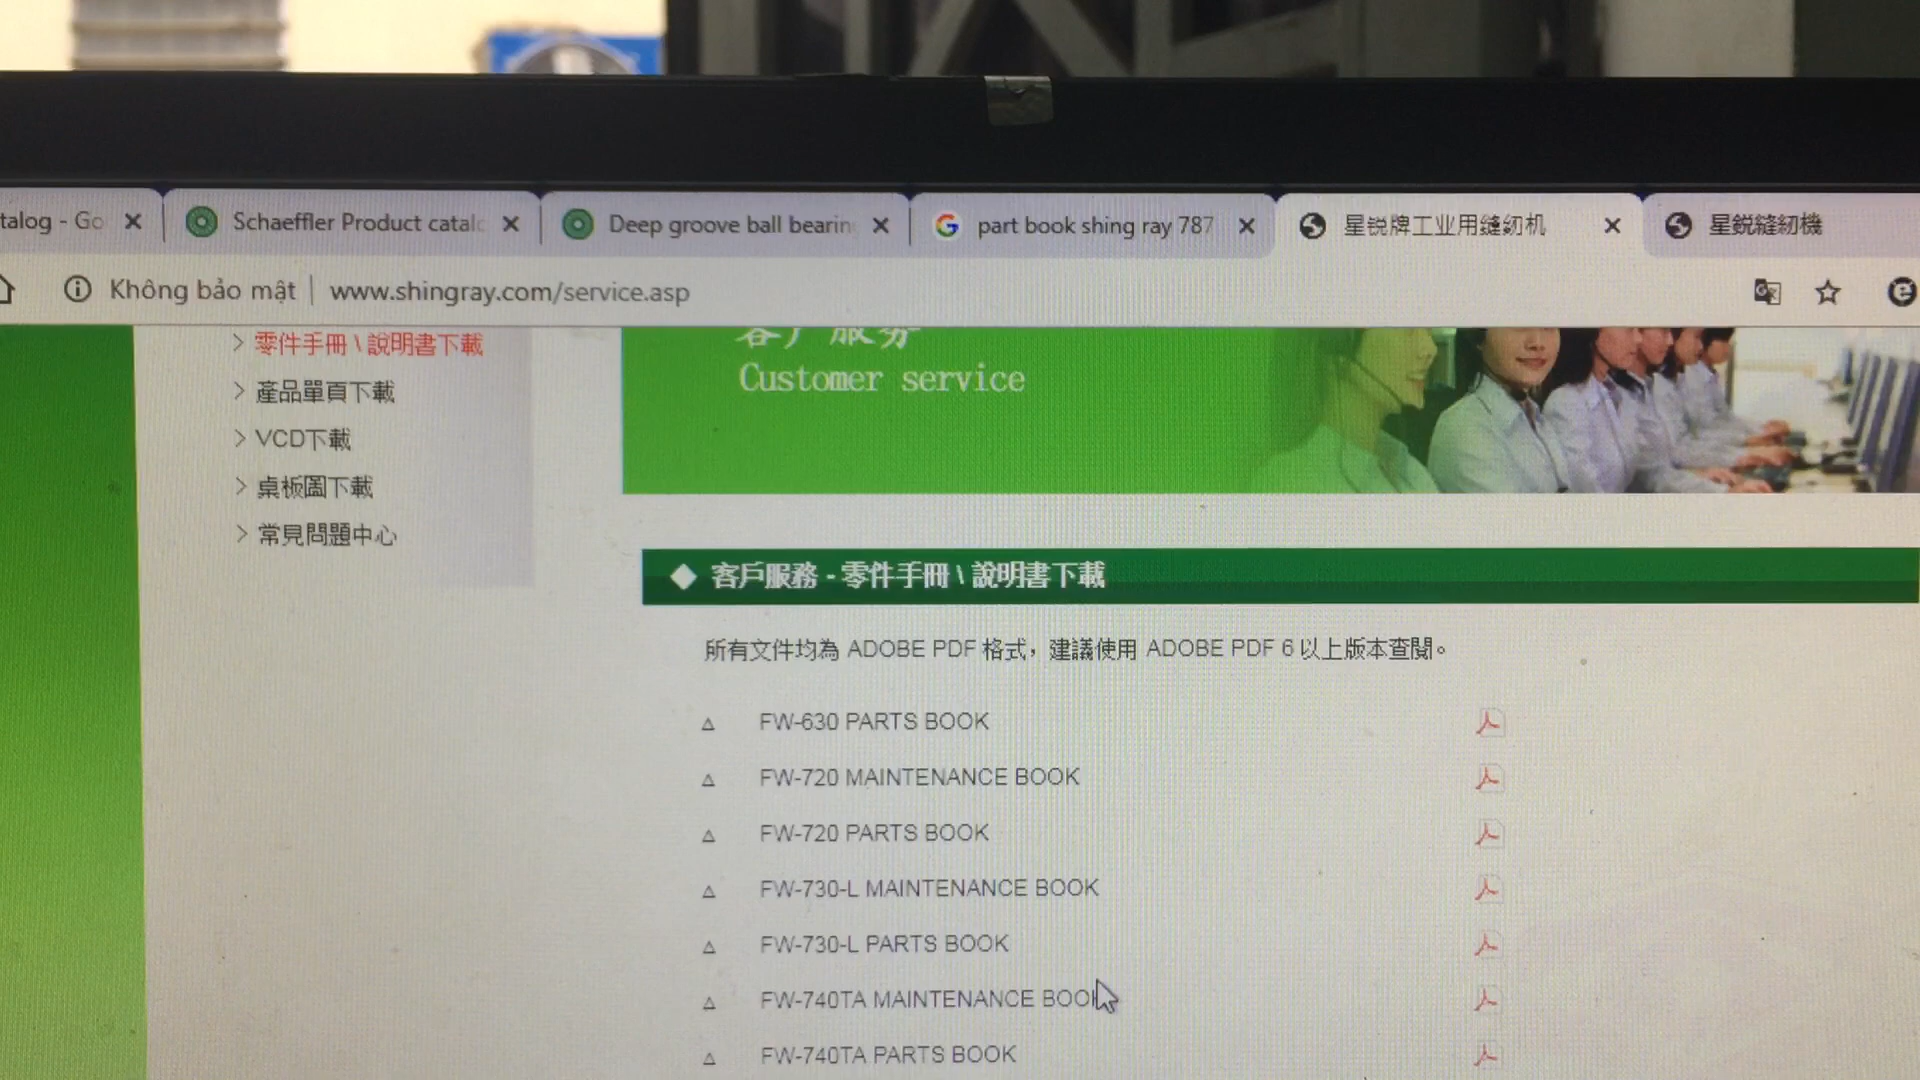 talog - Go
Schaeffler Product catalo
Deep groove ball bearin
part book shing ray 787
星锐牌工业用缝纫机
星鋭縫紉機
Không bảo mật | www.shingray.com/service.asp
> 零件手冊 \ 說明書下載
> 產品單頁下載
> VCD下載
> 桌板圖下載
> 常見問題中心
客戶服务
Customer service
◆ 客戶服務 - 零件手冊 \ 說明書下載
所有文件均為 ADOBE PDF 格式，建議使用 ADOBE PDF 6 以上版本查閱。
FW-630 PARTS BOOK
FW-720 MAINTENANCE BOOK
FW-720 PARTS BOOK
FW-730-L MAINTENANCE BOOK
FW-730-L PARTS BOOK
FW-740TA MAINTENANCE BOOK
FW-740TA PARTS BOOK